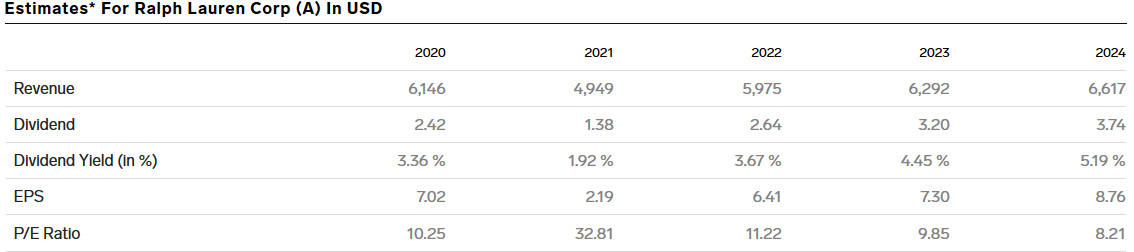 Estimates* For Ralph Lauren Corp (A) In USD
2020 2021 2022 2023 2024
Revenue 6,146 4,949 5,975 6,292 6,617
Dividend 2.42 1.38 2.64 3.20 3.74
Dividend Yield (in %) 3.36 % 1.92 % 3.67 % 4.45 % 5.19 %
EPS 7.02 2.19 6.41 7.30 8.76
P/E Ratio 10.25 32.81 11.22 9.85 8.21